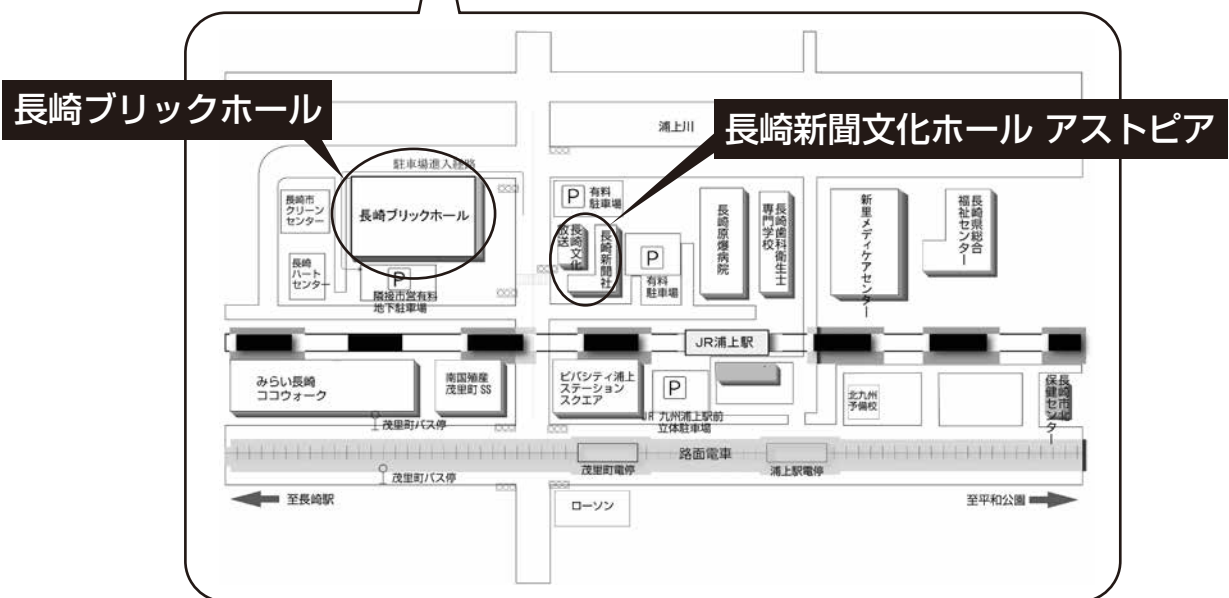 長崎ブリックホール
長崎新聞文化ホール アストピア
浦上川
駐車場進入経路
長崎市
クリーン
センター
長崎ブリックホール
長崎
ハート
センター
P
隣接市営有料
地下駐車場
P
有料
駐車場
長崎文化
放送
長崎新聞社
P
有料
駐車場
長崎原爆病院
長崎歯科衛生士
専門学校
新里メディケアセンター
長崎県総合
福祉センター
JR浦上駅
みらい長崎
ココウォーク
南国殖産
茂里町 SS
ビバシティ浦上
ステーション
スクエア
P
JR 九州浦上駅前
立体駐車場
北九州
予備校
長崎市北
保健センター
茂里町バス停
路面電車
茂里町電停
浦上駅電停
茂里町バス停
至長崎駅
至平和公園
ローソン